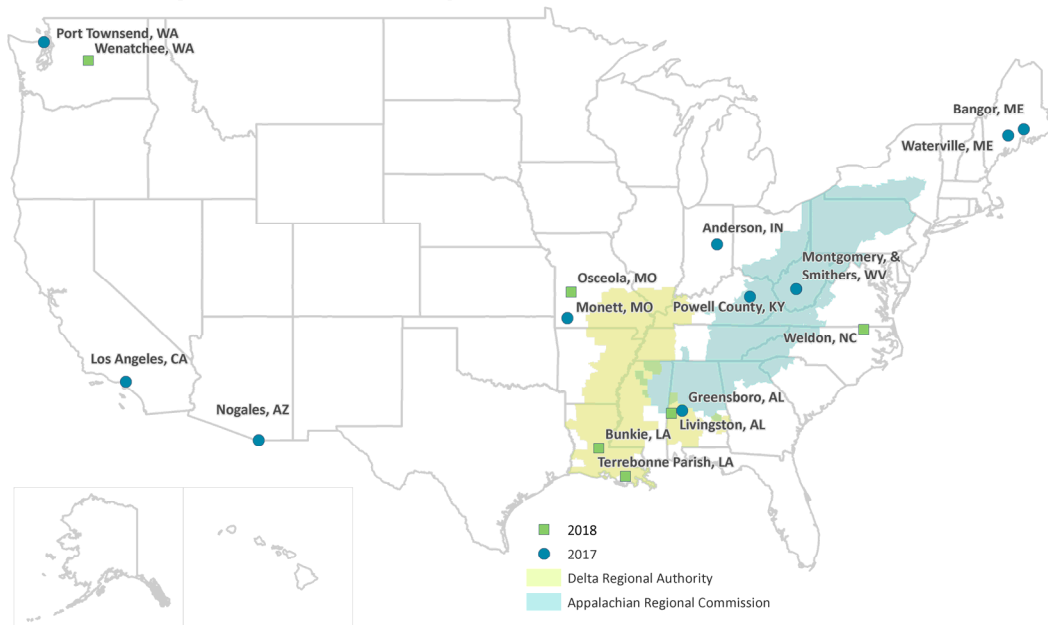 Port Townsend, WA
Wenatchee, WA
Bangor, ME
Waterville, ME
Anderson, IN
Montgomery, &
Smithers, WV
Osceola, MO
Monett, MO
Powell County, KY
Weldon, NC
Los Angeles, CA
Nogales, AZ
Greensboro, AL
Livingston, AL
Bunkie, LA
Terrebonne Parish, LA
2018
2017
Delta Regional Authority
Appalachian Regional Commission